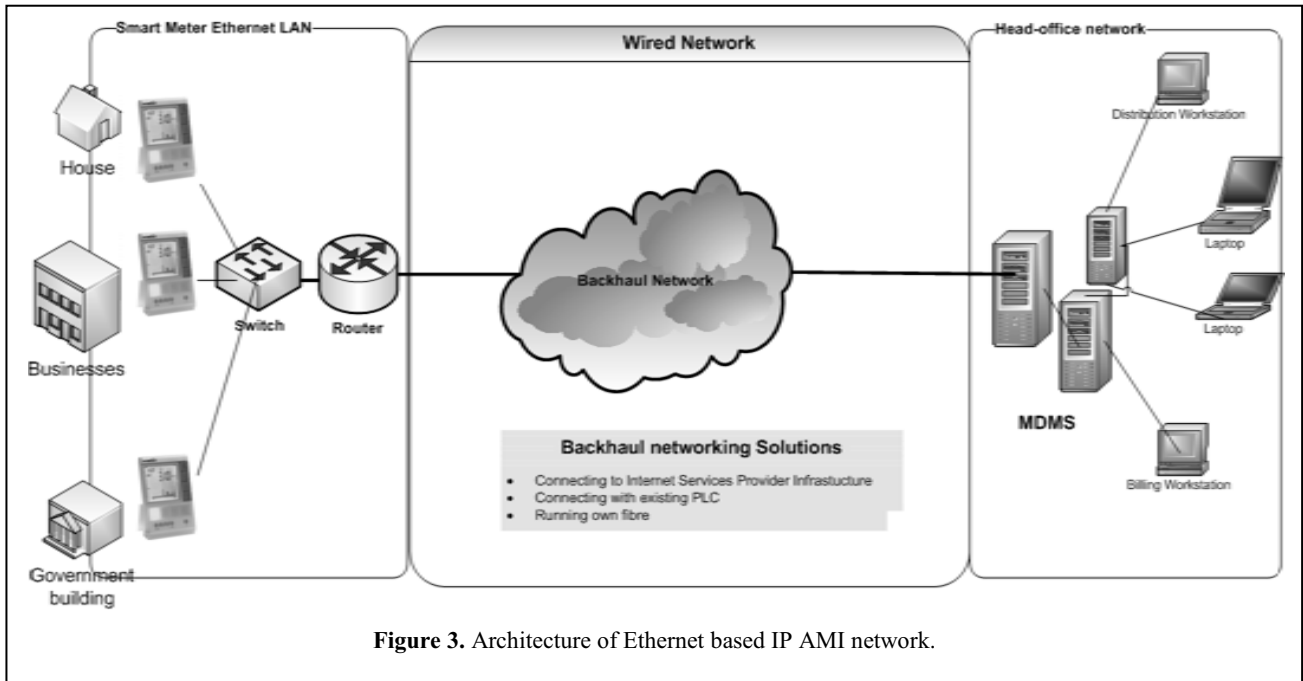 Smart Meter Ethernet LAN
House
Businesses
Government
building
Switch
Router
Wired Network
Backhaul Network
Backhaul networking Solutions
• Connecting to Internet Services Provider Infrastucture
• Connecting with existing PLC
• Running own fibre
Head-office network
Distribution Workstation
Laptop
Laptop
MDMS
Billing Workstation
Figure 3. Architecture of Ethernet based IP AMI network.